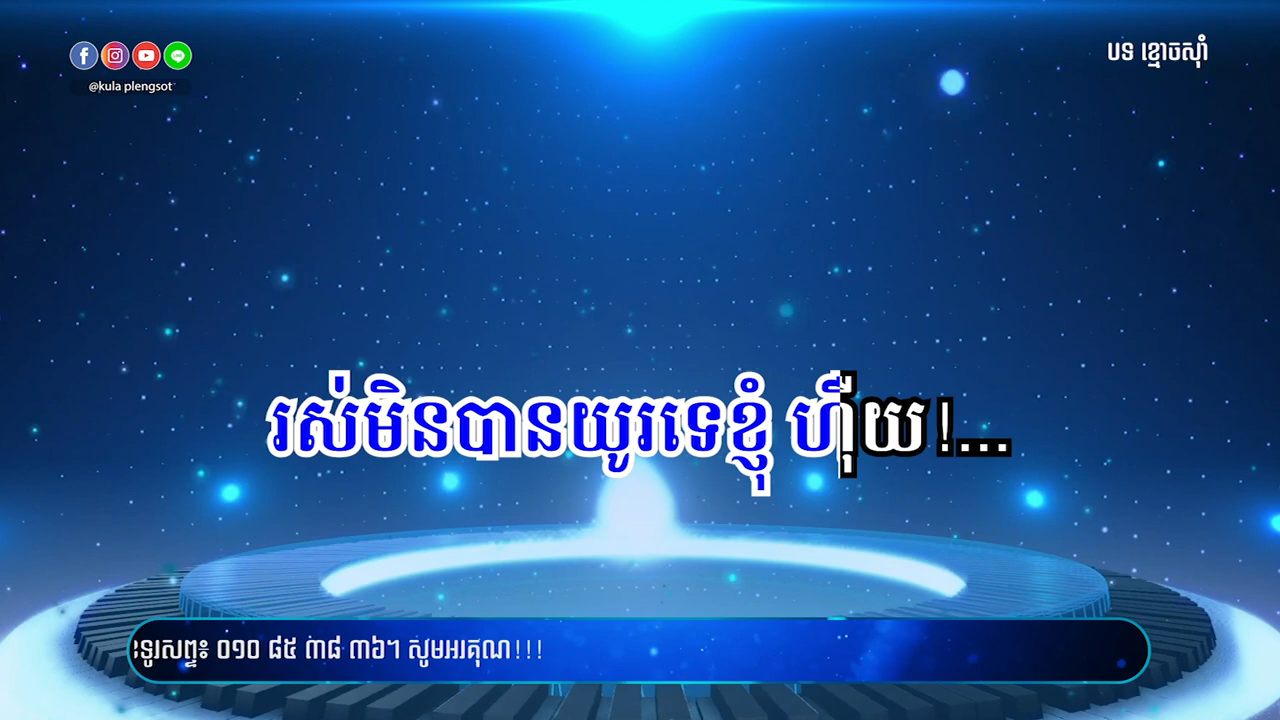 @kula plengsot
បទ ខ្មោចស៊ាំ
រស់មិនបានយូរទេខ្ញុំ ហ៊ឺយ!...
ទូរសព្ទ៖ ០១០ ៨៥ ៣៨ ៣៦។ សូមអរគុណ!!!